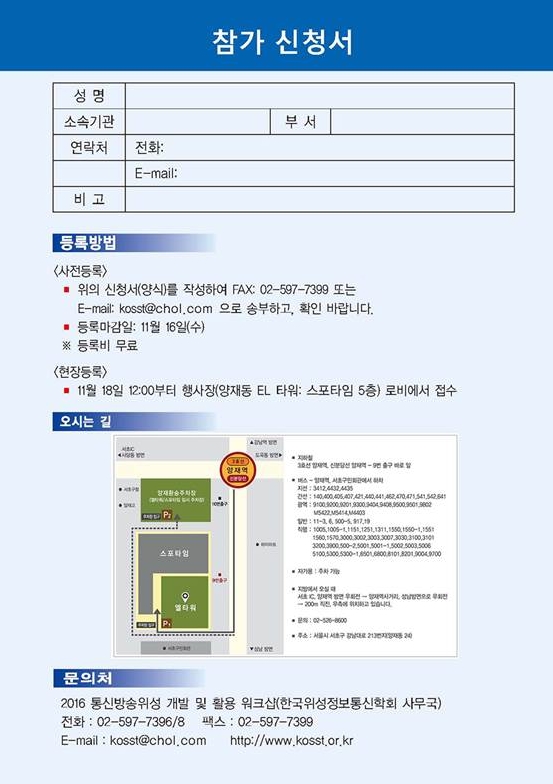 참가 신청서
성 명
소속기관
부 서
연락처
전화:
E-mail:
비 고
등록방법
〈사전등록〉
위의 신청서(양식)를 작성하여 FAX: 02-597-7399 또는
E-mail: kosst@chol.com 으로 송부하고, 확인 바랍니다.
등록마감일: 11월 16일(수)
※ 등록비 무료
〈현장등록〉
11월 18일 12:00부터 행사장(양재동 EL 타워: 스포타임 5층) 로비에서 접수
오시는 길
서초IC
◀사당동 방면
▲강남역 방면
도곡동 방면▶
3호선
양재역
신분당선
서초구청
양재고
양재환승주차장
(엘타워/스포타임 임시 주차장)
주차장 입구 P2
10번출구
스포타임
하이마트
9번출구
엘타워
주차장 입구 P1
서초구민회관
▼성남 방면
지하철
3호선 양재역, 신분당선 양재역 - 9번 출구 바로 앞
버스 - 양재역, 서초구민회관에서 하차
지선 : 3412,4432,4435
간선 : 140,400,405,407,421,440,441,462,470,471,541,542,641
광역 : 9100,9200,9201,9300,9404,9408,9500,9501,9802
M5422,M5414,M4403
일반 : 11-3, 6, 500-5, 917,19
직행 : 1005,1005-1,1151,1251,1311,1550,1550-1,1551
1560,1570,3000,3002,3003,3007,3030,3100,3101
3200,3900,500-2,5001,5001-1,5002,5003,5006
5100,5300,5300-1,6501,6800,8101,8201,9004,9700
자가용 : 주차 가능
지방에서 오실 때
서초 IC, 양재역 방면 우회전 → 양재역사거리, 성남방면으로 우회전
→ 200m 직진, 우측에 위치하고 있습니다.
문의 : 02-526-8600
주소 : 서울시 서초구 강남대로 213번지(양재동 24)
문의처
2016 통신방송위성 개발 및 활용 워크샵(한국위성정보통신학회 사무국)
전화 : 02-597-7396/8 팩스 : 02-597-7399
E-mail : kosst@chol.com http://www.kosst.or.kr